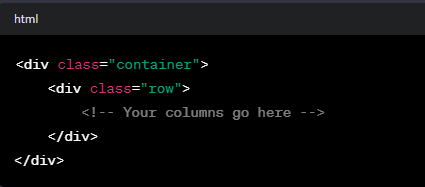 html
<div class="container">
    <div class="row">
        <!-- Your columns go here -->
    </div>
</div>